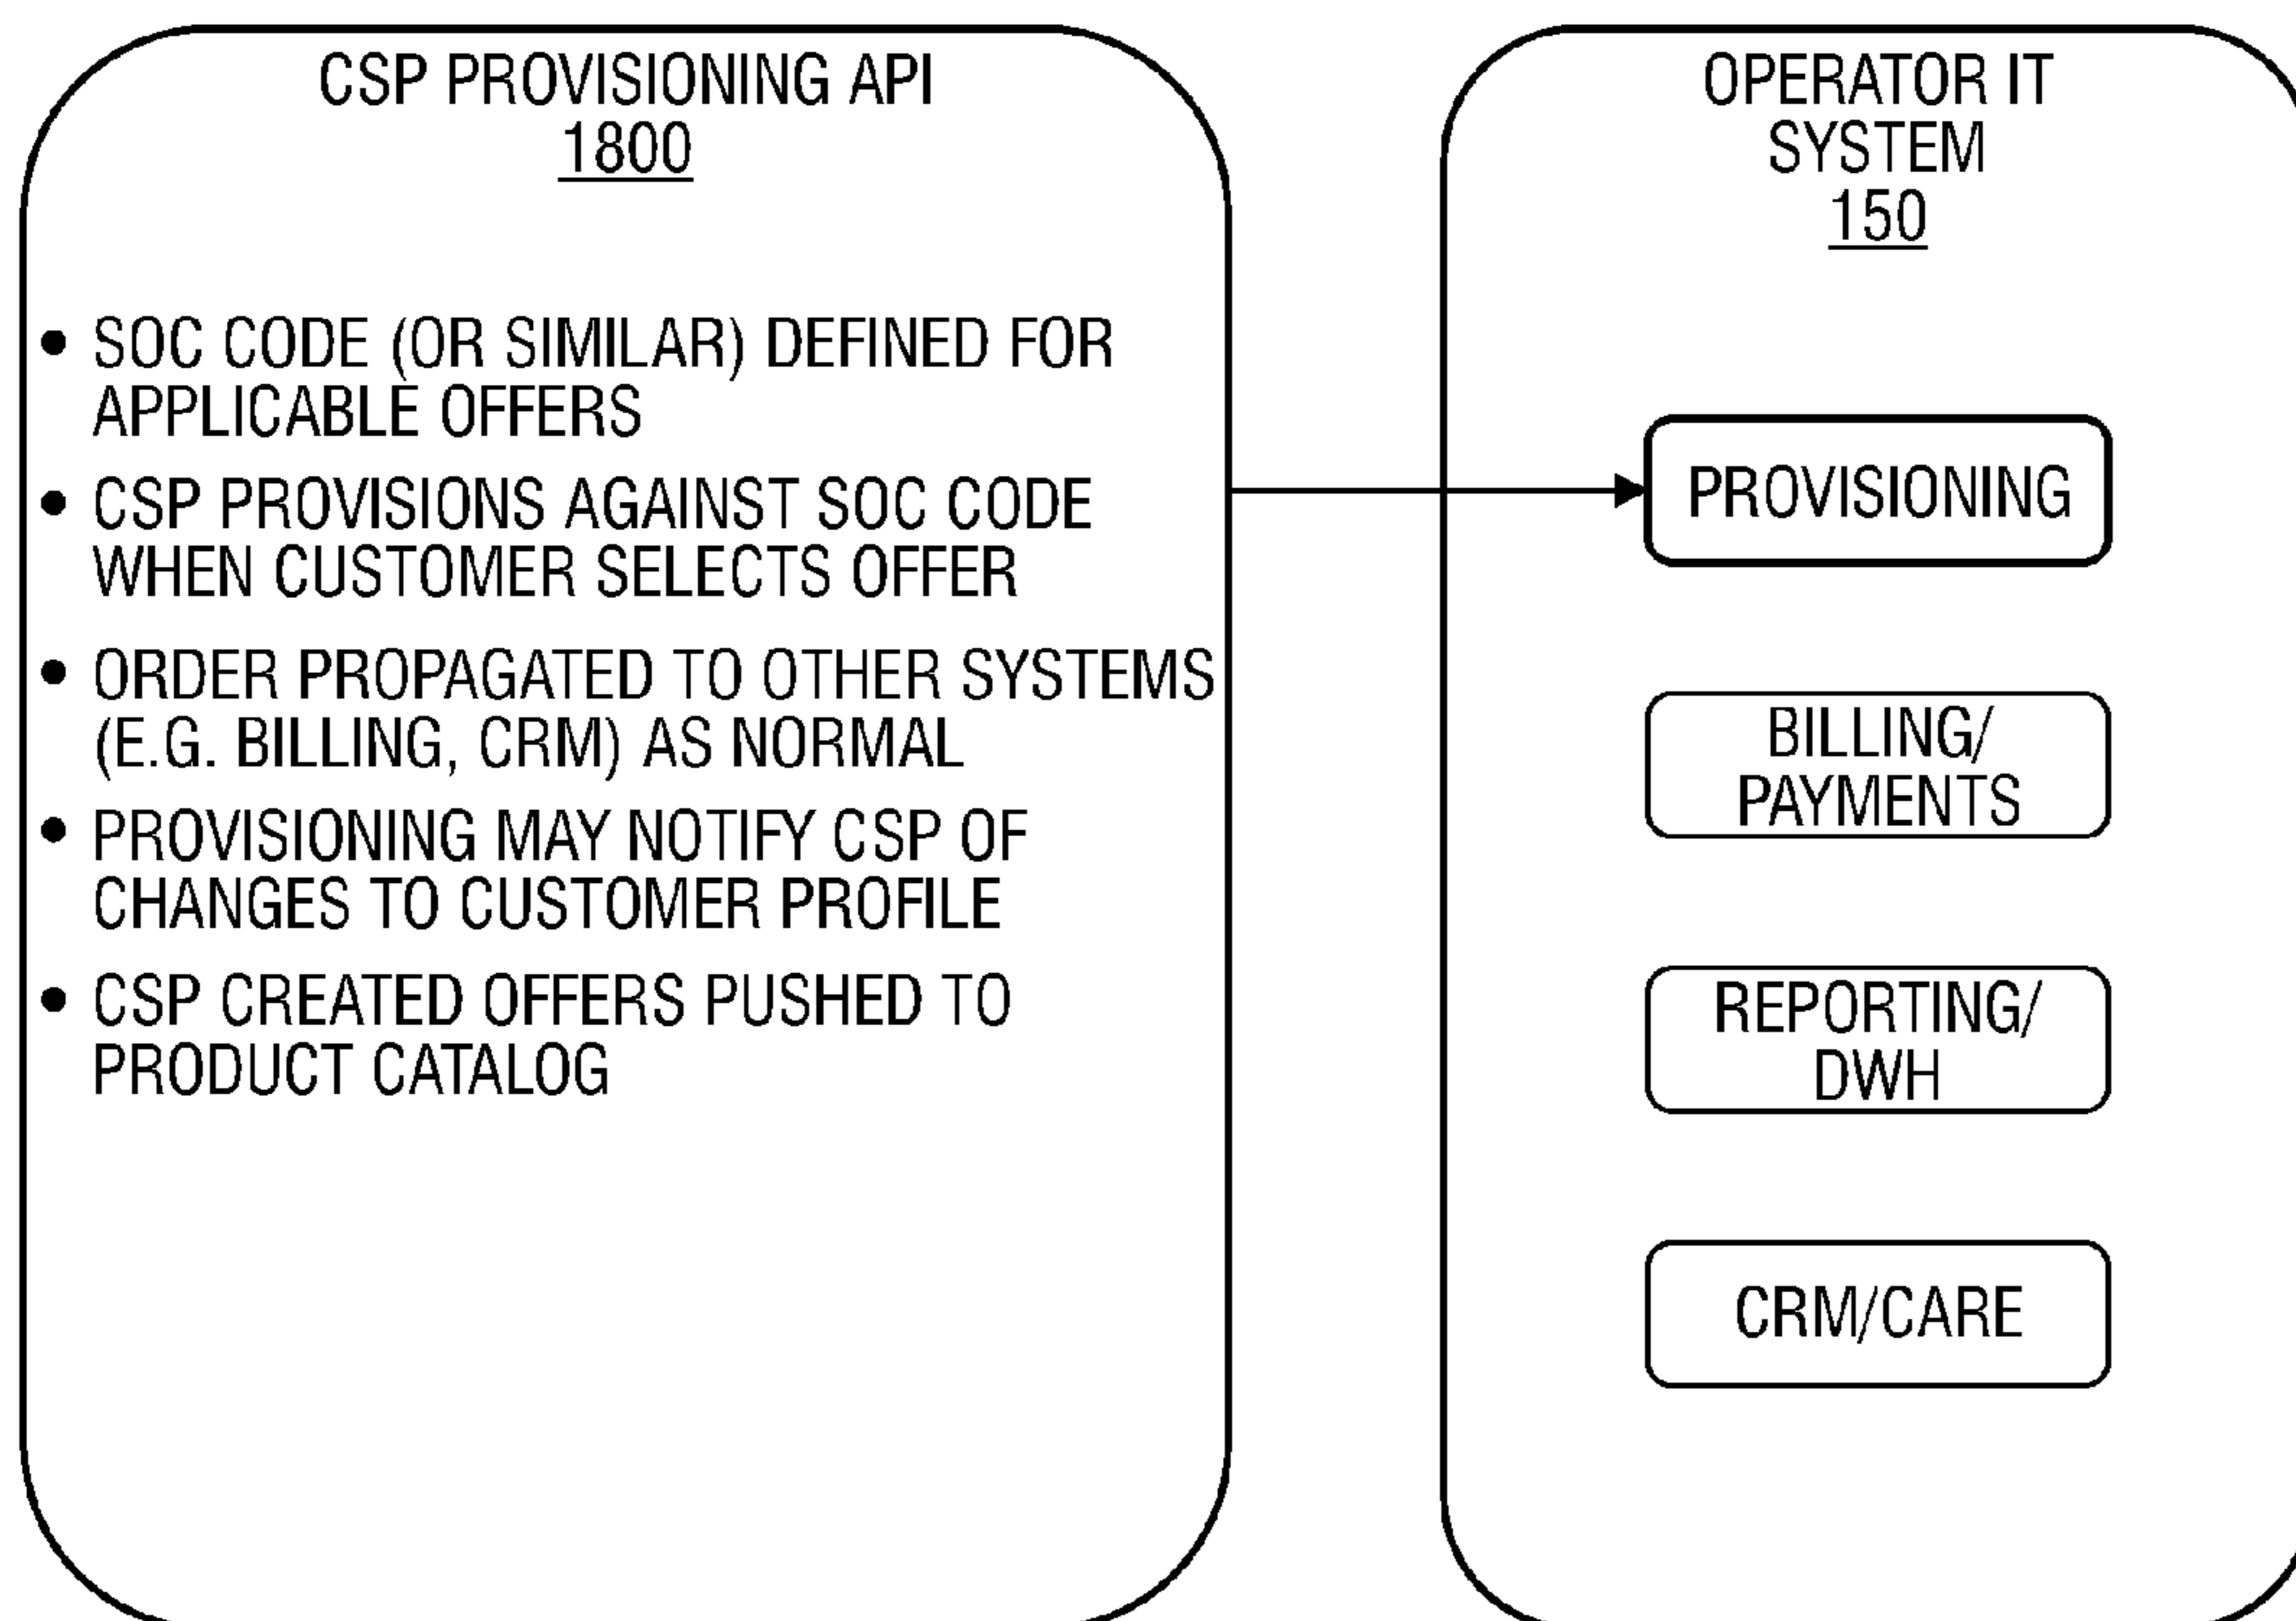 CSP PROVISIONING API
1800
• SOC CODE (OR SIMILAR) DEFINED FOR
APPLICABLE OFFERS
• CSP PROVISIONS AGAINST SOC CODE
WHEN CUSTOMER SELECTS OFFER
• ORDER PROPAGATED TO OTHER SYSTEMS
(E.G. BILLING, CRM) AS NORMAL
• PROVISIONING MAY NOTIFY CSP OF
CHANGES TO CUSTOMER PROFILE
• CSP CREATED OFFERS PUSHED TO
PRODUCT CATALOG
OPERATOR IT
SYSTEM
150
PROVISIONING
BILLING/
PAYMENTS
REPORTING/
DWH
CRM/CARE